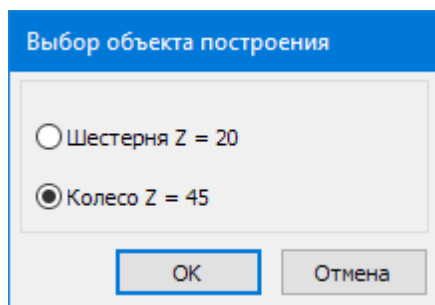 Выбор объекта построения
Шестерня Z = 20
Колесо Z = 45
OK
Отмена